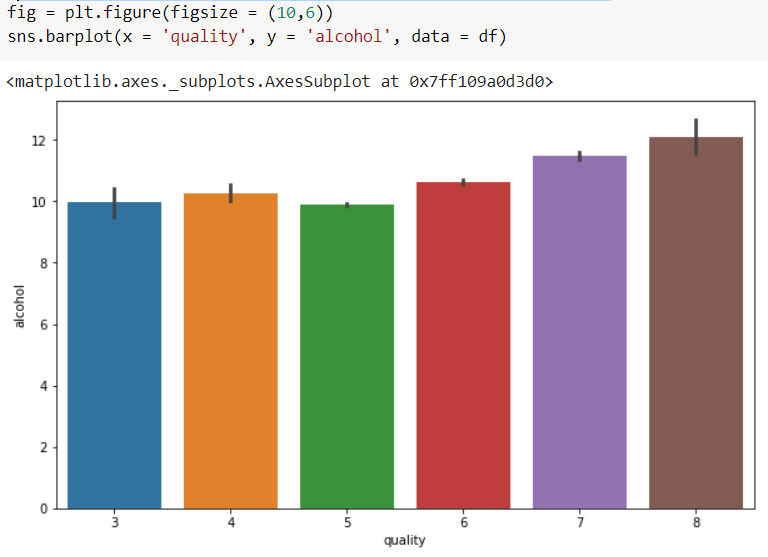 fig = plt.figure(figsize = (10,6))
sns.barplot(x = 'quality', y = 'alcohol', data = df)
<matplotlib.axes._subplots.AxesSubplot at 0x7ff109a0d3d0>
12
10
8
6
4
2
0
alcohol
3 4 5 6 7 8
quality